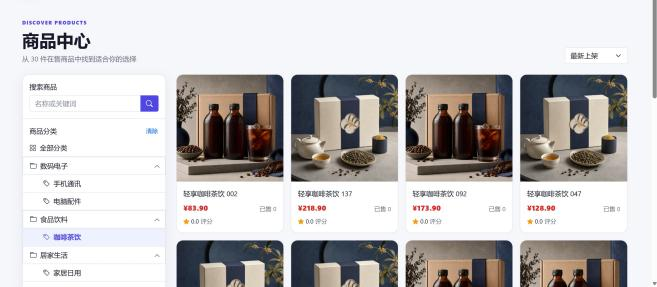 DISCOVER PRODUCTS
商品中心
从 30 件在售商品中找到适合你的选择
最新上架
搜索商品
名称或关键词
商品分类 清除
全部分类
数码电子
手机通讯
电脑配件
食品饮料
咖啡茶饮
居家生活
家居日用
轻享咖啡茶饮 002
¥83.90 已售 0
0.0 评分
轻享咖啡茶饮 137
¥218.90 已售 0
0.0 评分
轻享咖啡茶饮 092
¥173.90 已售 0
0.0 评分
轻享咖啡茶饮 047
¥128.90 已售 0
0.0 评分